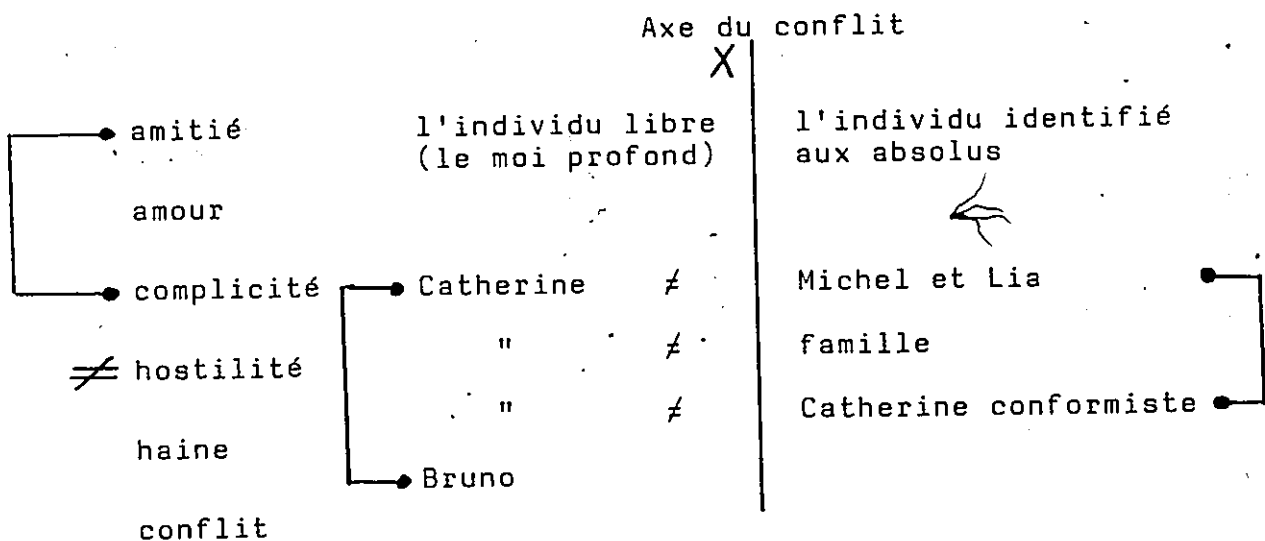 Axe du conflit
X
amitié l'individu libre l'individu identifié
(le moi profond) aux absolus
amour
complicité Catherine ≠ Michel et Lia
" ≠ famille
≠ hostilité
" ≠ Catherine conformiste
haine
Bruno
conflit